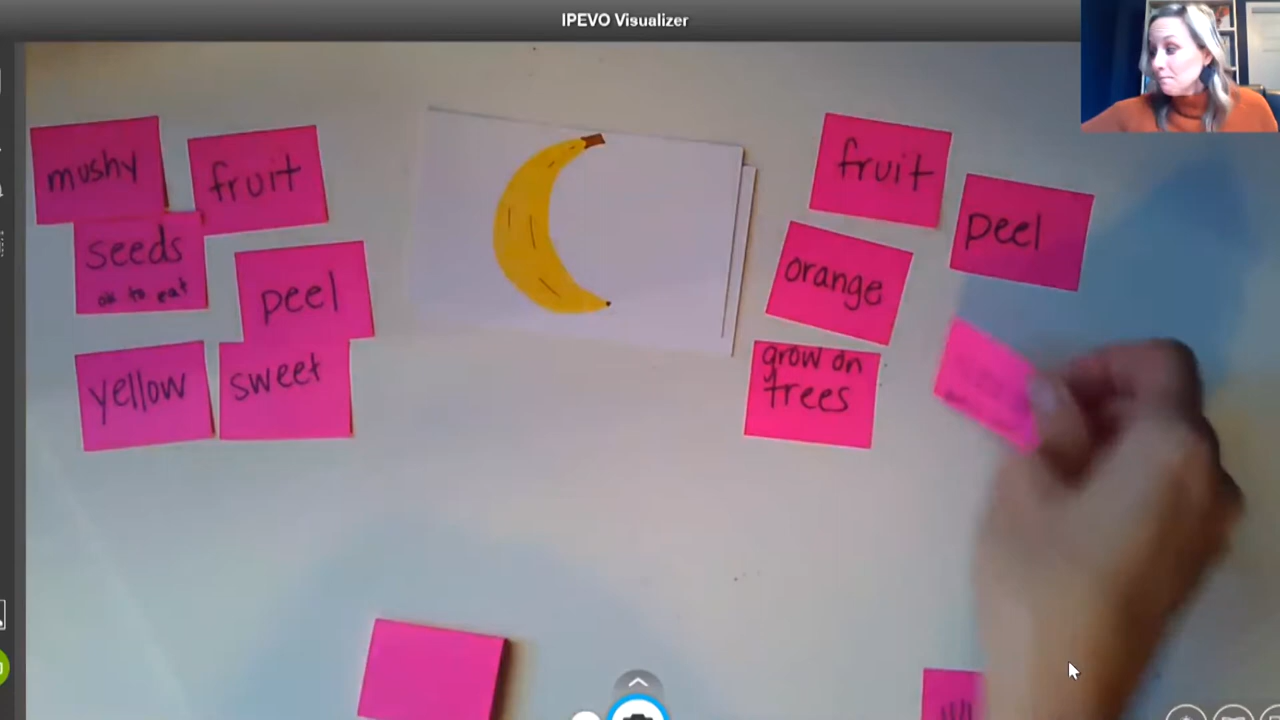 IPEVO Visualizer
mushy
fruit
seeds
ok to eat
peel
yellow
sweet
fruit
peel
orange
grow on
trees